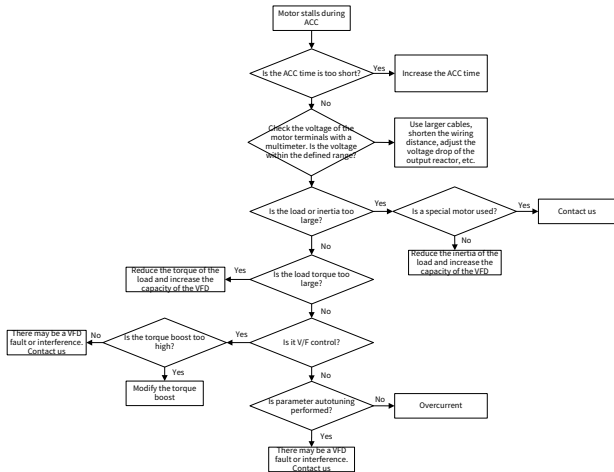 Motor stalls during
ACC
Is the ACC time is too short?
Yes
Increase the ACC time
No
Check the voltage of the
motor terminals with a
multimeter. Is the voltage
within the defined range?
Use larger cables,
shorten the wiring
distance, adjust the
voltage drop of the
output reactor, etc.
Is the load or inertia too
large?
Yes
Is a special motor used?
Yes
Contact us
No
No
Reduce the inertia of the
load and increase the
capacity of the VFD
Is the load torque too
large?
Yes
Reduce the torque of the
load and increase the
capacity of the VFD
No
Is it V/F control?
Yes
Is the torque boost too
high?
No
There may be a VFD
fault or interference.
Contact us
Yes
Modify the torque
boost
No
Is parameter autotuning
performed?
No
Overcurrent
Yes
There may be a VFD
fault or interference.
Contact us